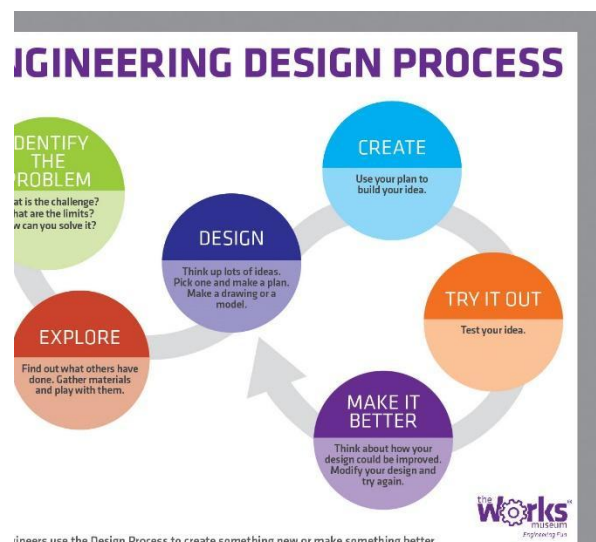 NGINEERING DESIGN PROCESS
DENTIFY
THE
ROBLEM
at is the challenge?
hat are the limits?
w can you solve it?
EXPLORE
Find out what others have
done. Gather materials
and play with them.
DESIGN
Think up lots of ideas.
Pick one and make a plan.
Make a drawing or a
model.
CREATE
Use your plan to
build your idea.
TRY IT OUT
Test your idea.
MAKE IT
BETTER
Think about how your
design could be improved.
Modify your design and
try again.
the
Works
museum
Engineering Fun
gineers use the Design Process to create something new or make something better